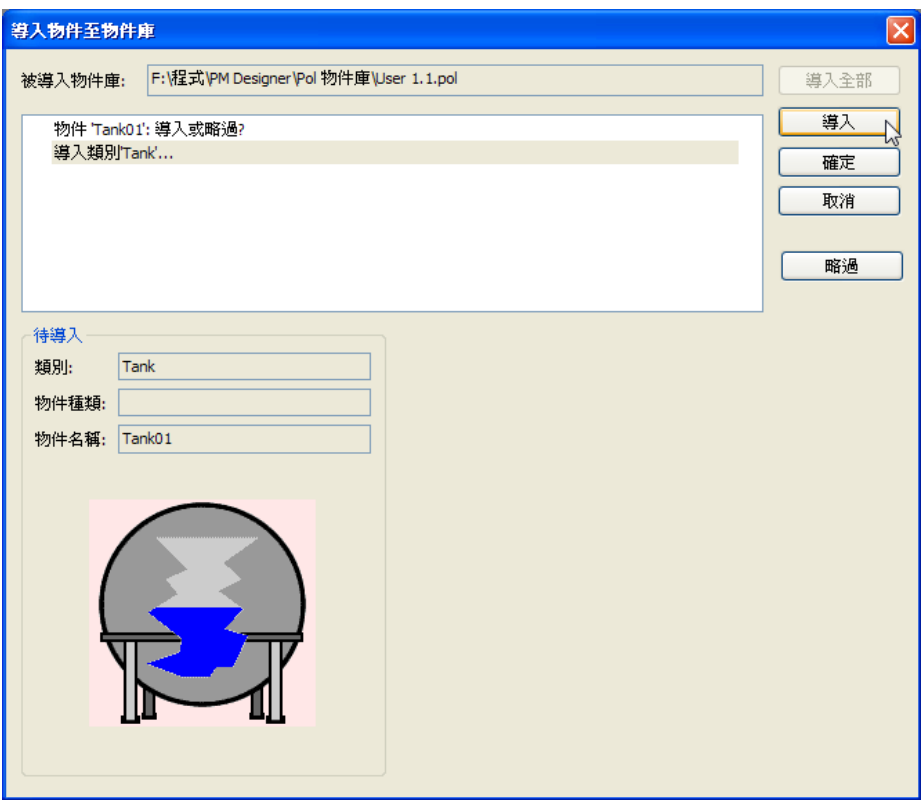 導入物件至物件庫
被導入物件庫: F:\程式\PM Designer\Pol 物件庫\User 1.1.pol
導入全部
物件 'Tank01': 導入或略過?
導入類別'Tank'...
導入
確定
取消
略過
待導入
類別: Tank
物件種類:
物件名稱: Tank01